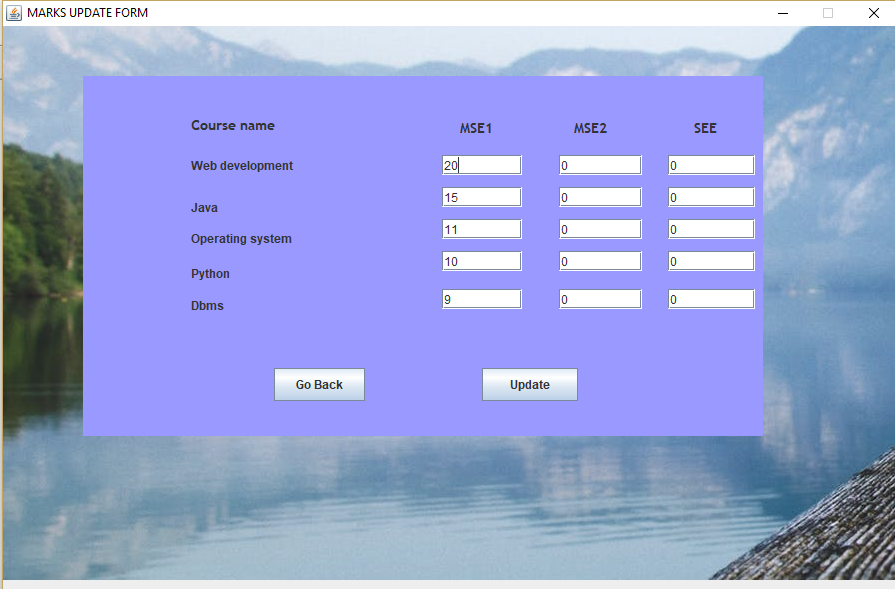 MARKS UPDATE FORM
Course name MSE1 MSE2 SEE
Web development 20 0 0
Java 15 0 0
Operating system 11 0 0
Python 10 0 0
Dbms 9 0 0
Go Back Update